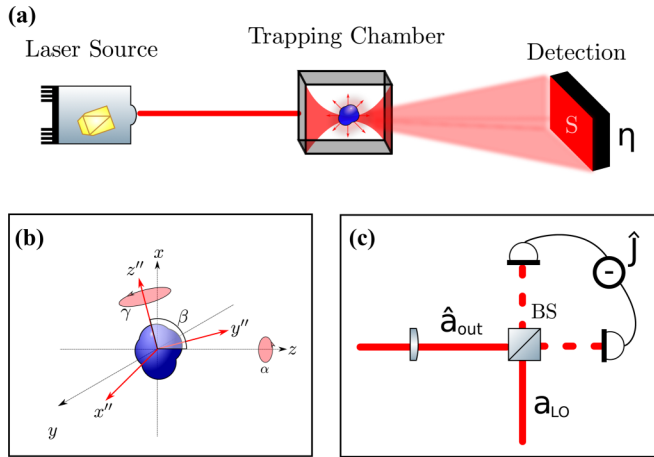 (a)
Laser Source
Trapping Chamber
Detection
S
η
(b)
x
z''
γ
β
y''
z
α
x''
y
(c)
Ĵ
-
BS
â_out
a_LO